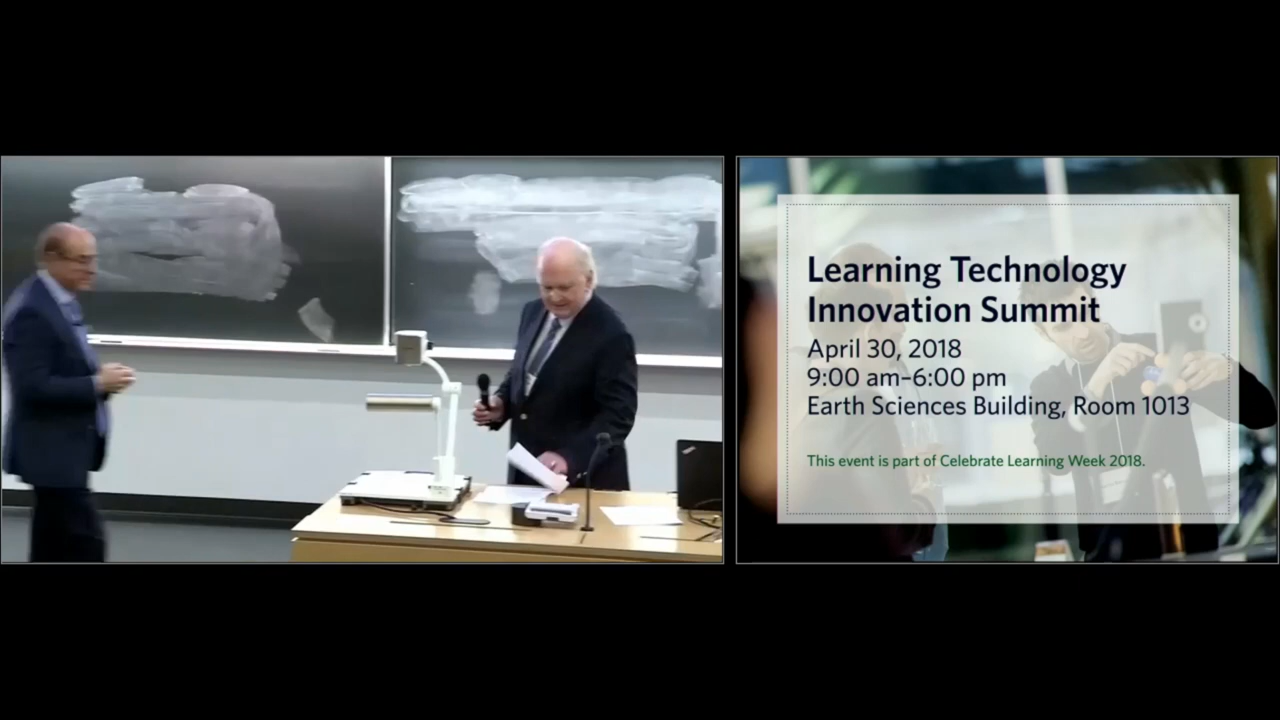 Learning Technology
Innovation Summit
April 30, 2018
9:00 am–6:00 pm
Earth Sciences Building, Room 1013
This event is part of Celebrate Learning Week 2018.